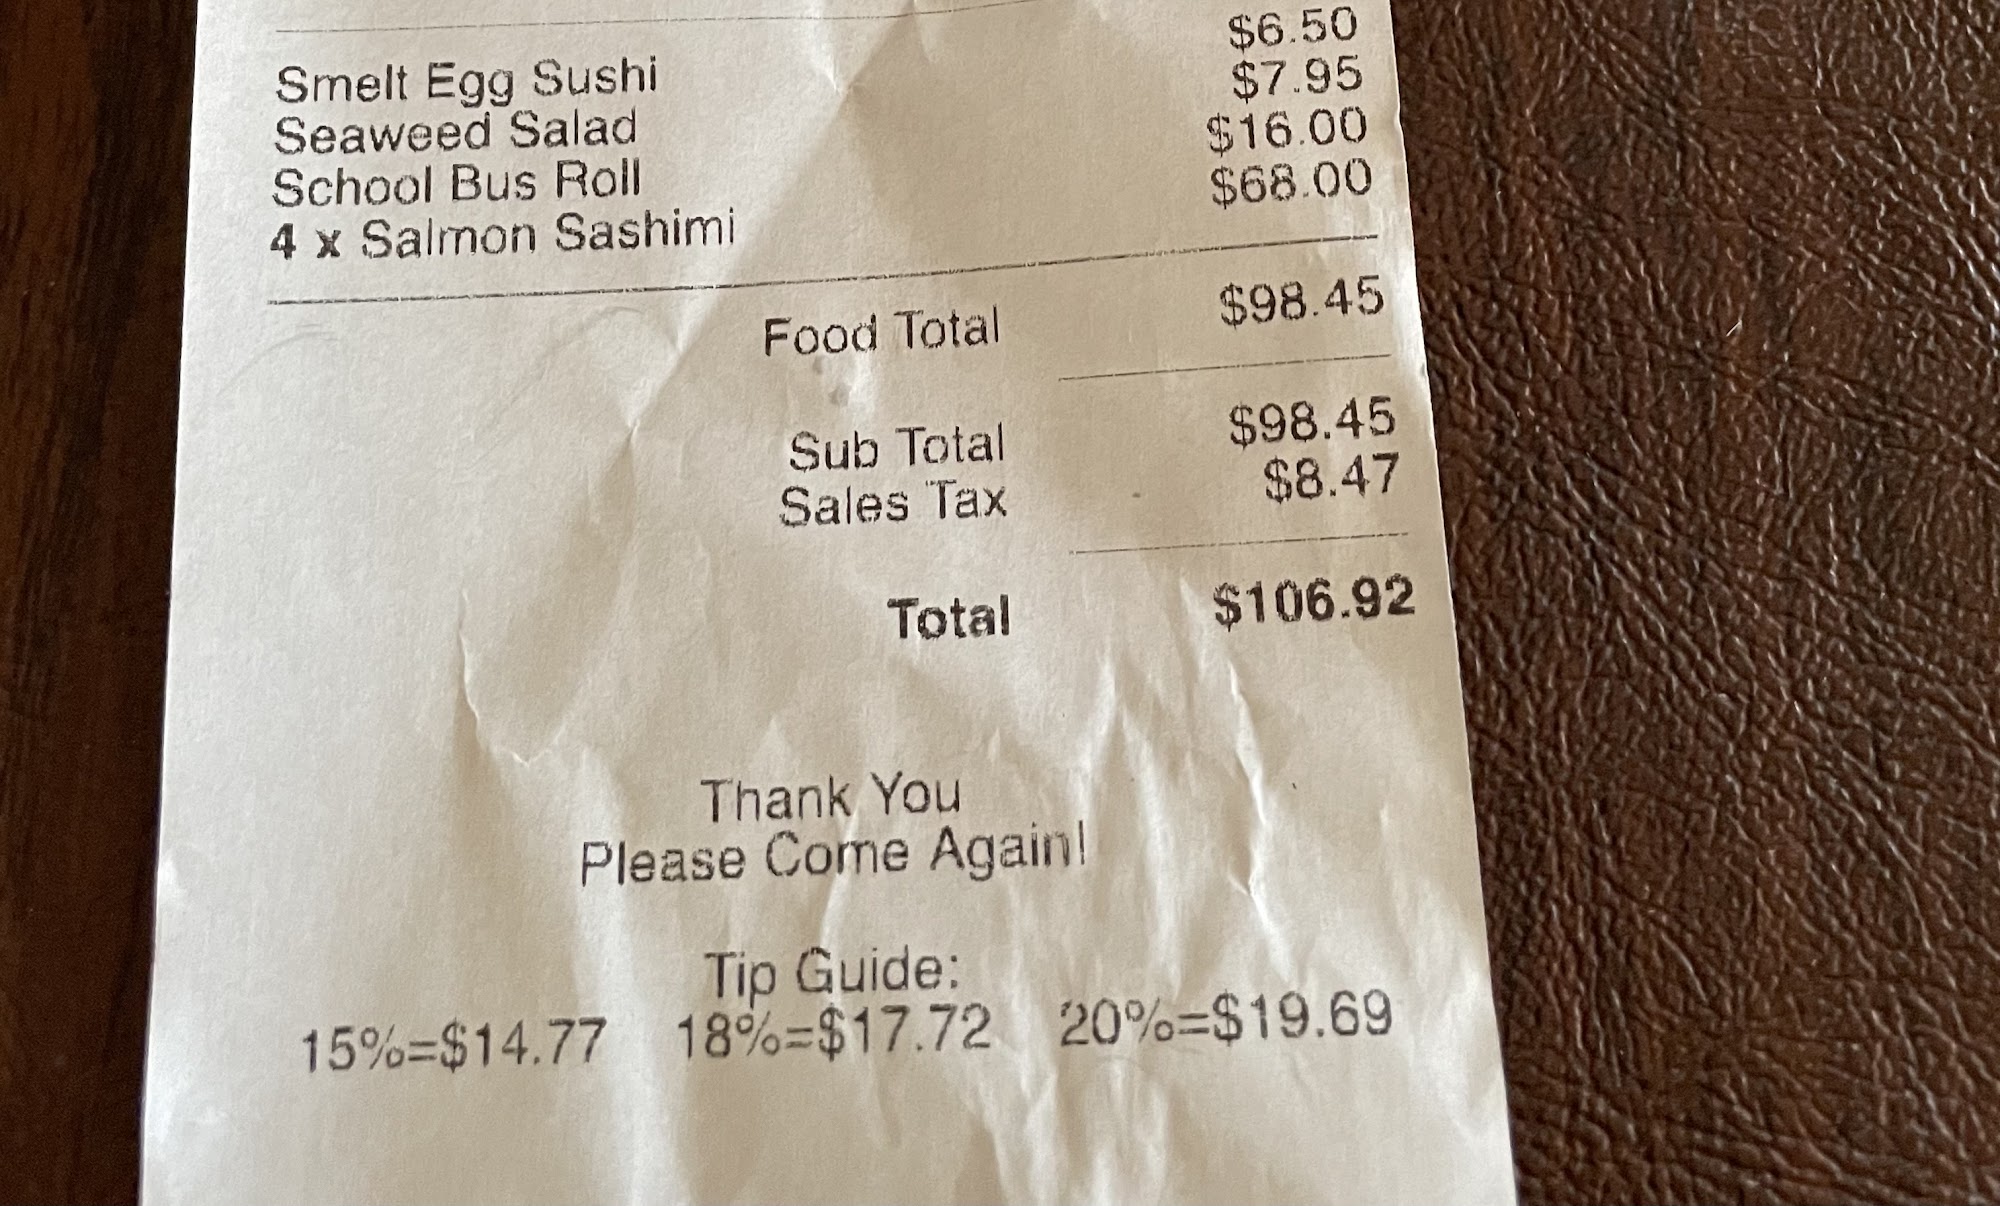 Smelt Egg Sushi $6.50
Seaweed Salad $7.95
School Bus Roll $16.00
4 x Salmon Sashimi $68.00
Food Total $98.45
Sub Total $98.45
Sales Tax $8.47
Total $106.92
Thank You
Please Come Again!
Tip Guide:
15%=$14.77 18%=$17.72 20%=$19.69